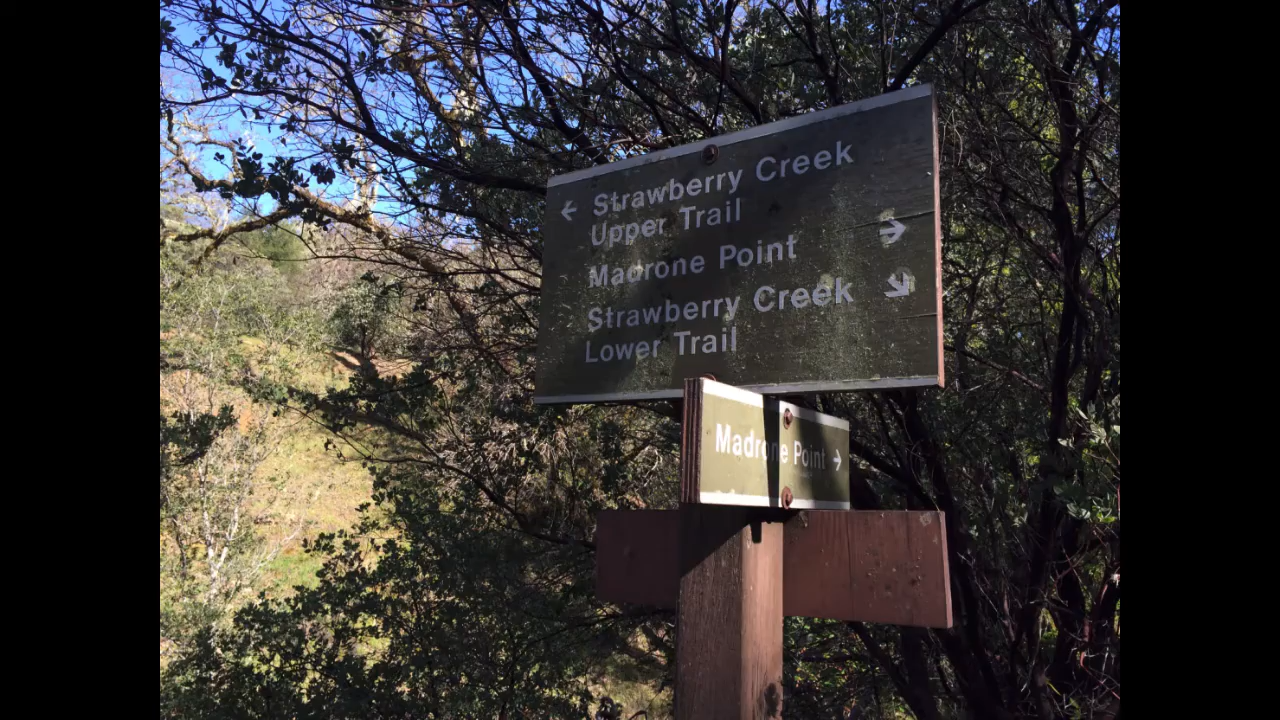 ← Strawberry Creek
Upper Trail
Madrone Point →
Strawberry Creek ↘
Lower Trail
Madrone Point →